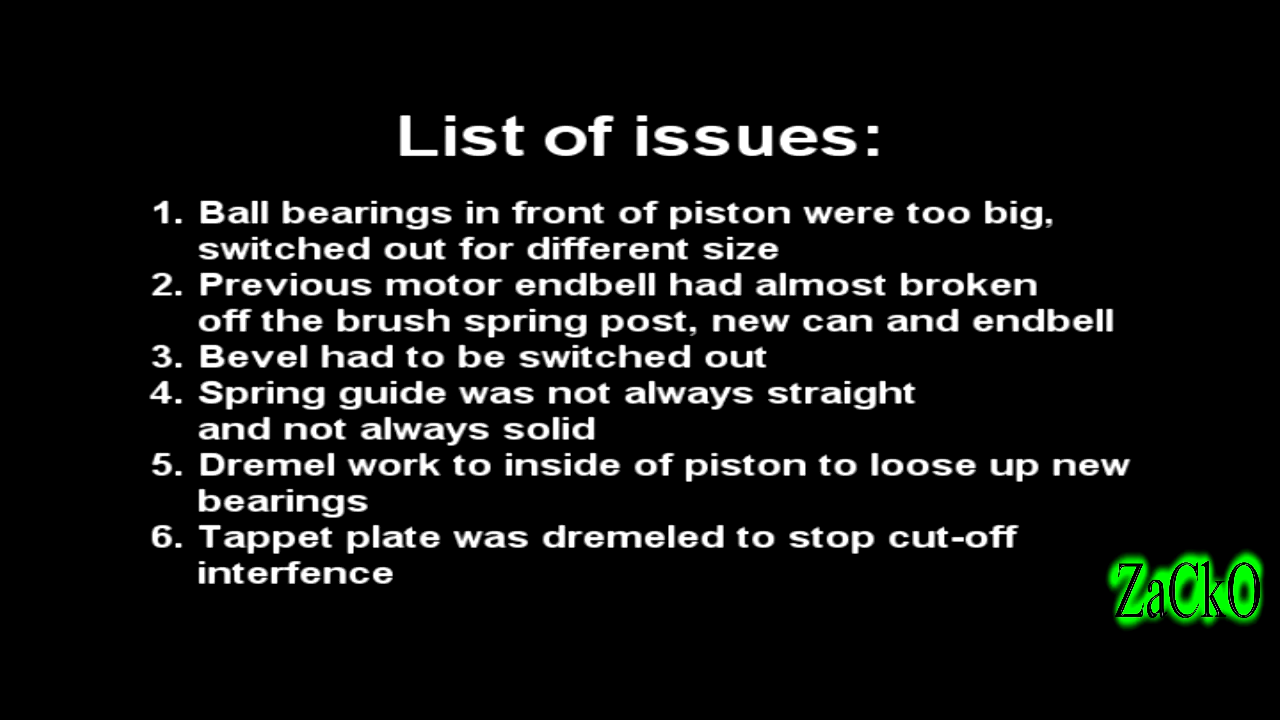 List of issues:
1. Ball bearings in front of piston were too big,
switched out for different size
2. Previous motor endbell had almost broken
off the brush spring post, new can and endbell
3. Bevel had to be switched out
4. Spring guide was not always straight
and not always solid
5. Dremel work to inside of piston to loose up new
bearings
6. Tappet plate was dremeled to stop cut-off
interfence
ZaCkO